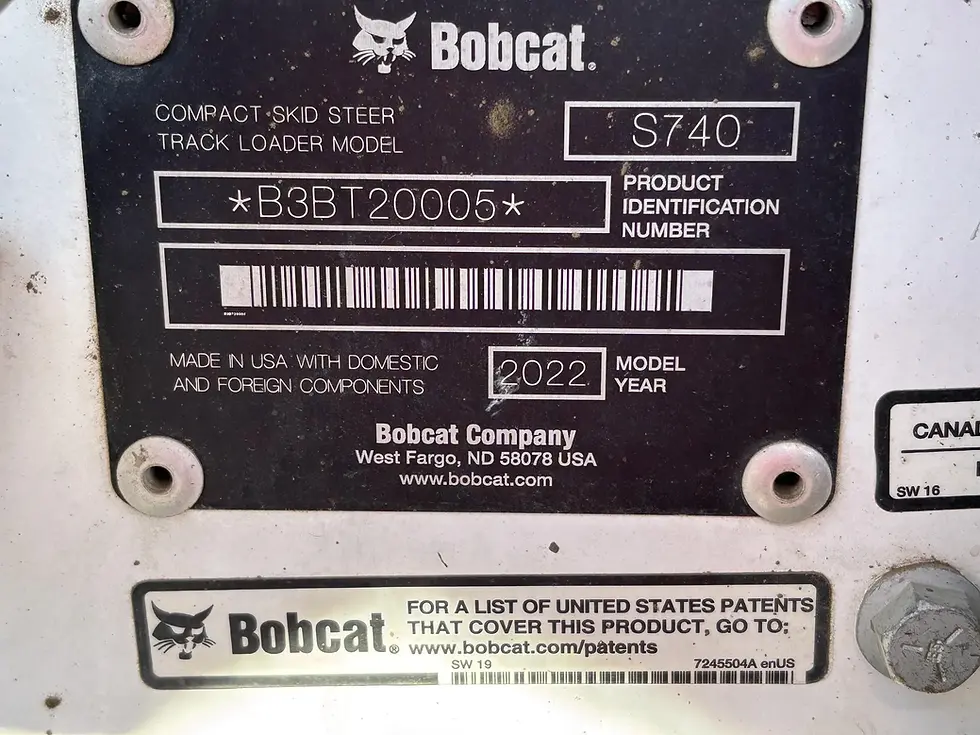 Bobcat.
COMPACT SKID STEER
TRACK LOADER MODEL
S740
*B3BT20005*
PRODUCT
IDENTIFICATION
NUMBER
MADE IN USA WITH DOMESTIC
AND FOREIGN COMPONENTS
2022
MODEL
YEAR
Bobcat Company
West Fargo, ND 58078 USA
www.bobcat.com
CANAD
SW 16
Bobcat®
FOR A LIST OF UNITED STATES PATENTS
THAT COVER THIS PRODUCT, GO TO:
www.bobcat.com/patents
SW 19
7245504A enUS